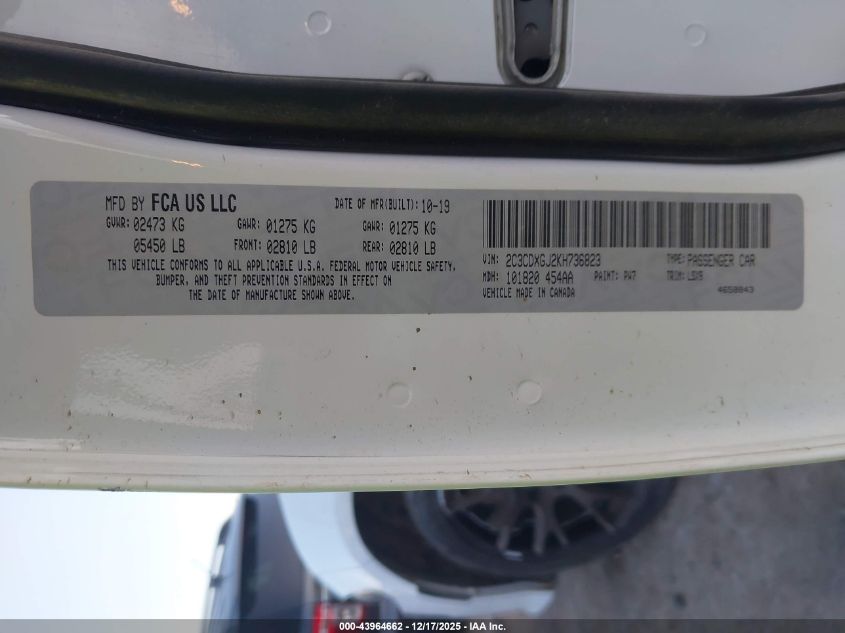 MFD BY FCA US LLC
DATE OF MFR(BUILT): 10-19
GVWR: 02473 KG
GAWR: 01275 KG
GAWR: 01275 KG
05450 LB
FRONT: 02810 LB
REAR: 02810 LB
THIS VEHICLE CONFORMS TO ALL APPLICABLE U.S.A. FEDERAL MOTOR VEHICLE SAFETY,
BUMPER, AND THEFT PREVENTION STANDARDS IN EFFECT ON
THE DATE OF MANUFACTURE SHOWN ABOVE.
VIN: 2C3CDXGJ2KH736823
TYPE: PASSENGER CAR
MDH: 101820 454AA
PAINT: PW7
TRIM: LSX9
VEHICLE MADE IN CANADA
4650843
000-43964662 — 12/17/2025 — IAA Inc.